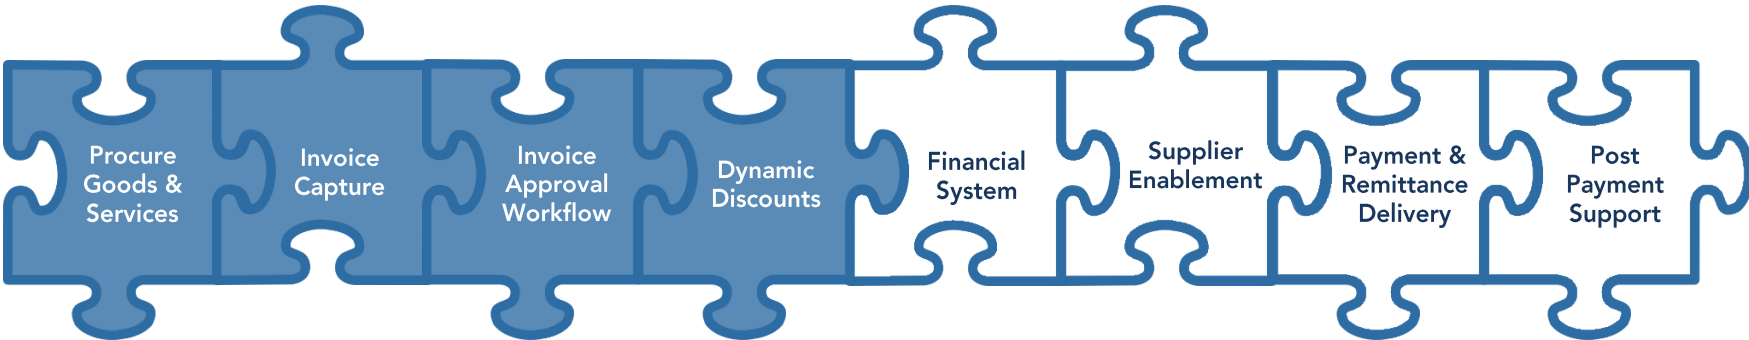 Procure
Goods &
Services
Invoice
Capture
Invoice
Approval
Workflow
Dynamic
Discounts
Financial
System
Supplier
Enablement
Payment &
Remittance
Delivery
Post
Payment
Support